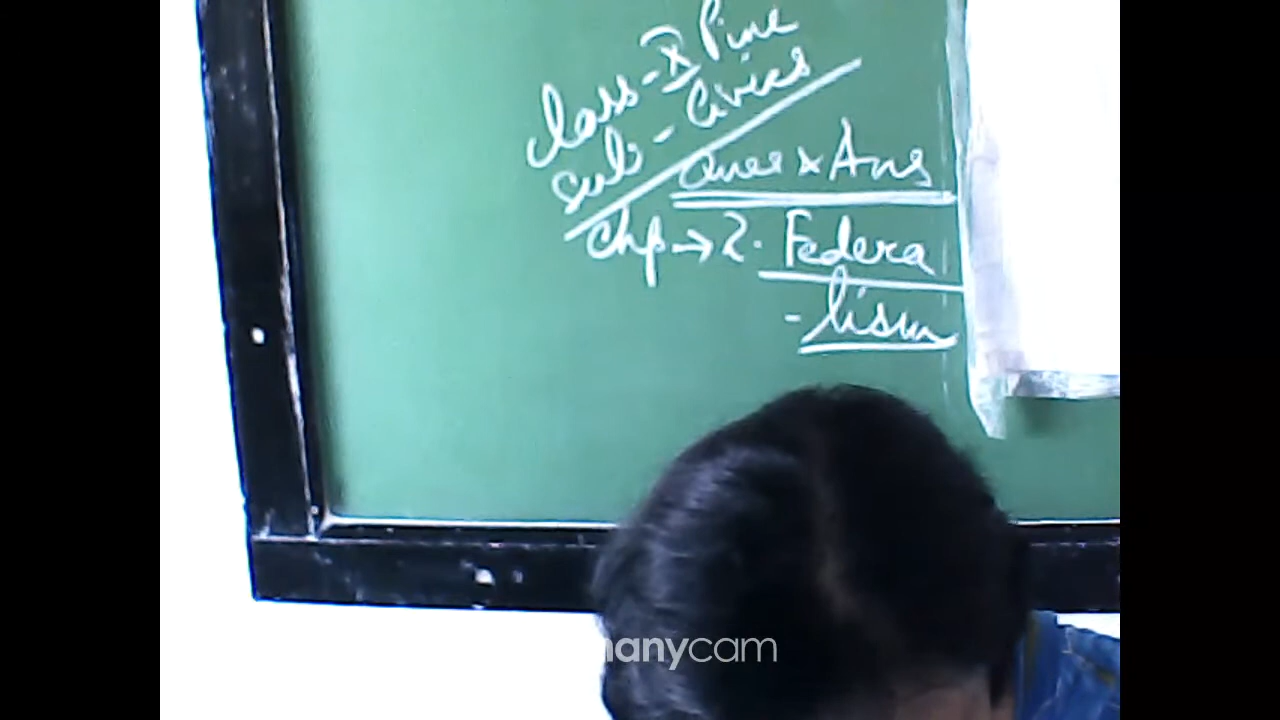 Class - X Pine
Sub - Civics
Ques & Ans
Chp → 2. Federa
- lism
manycam